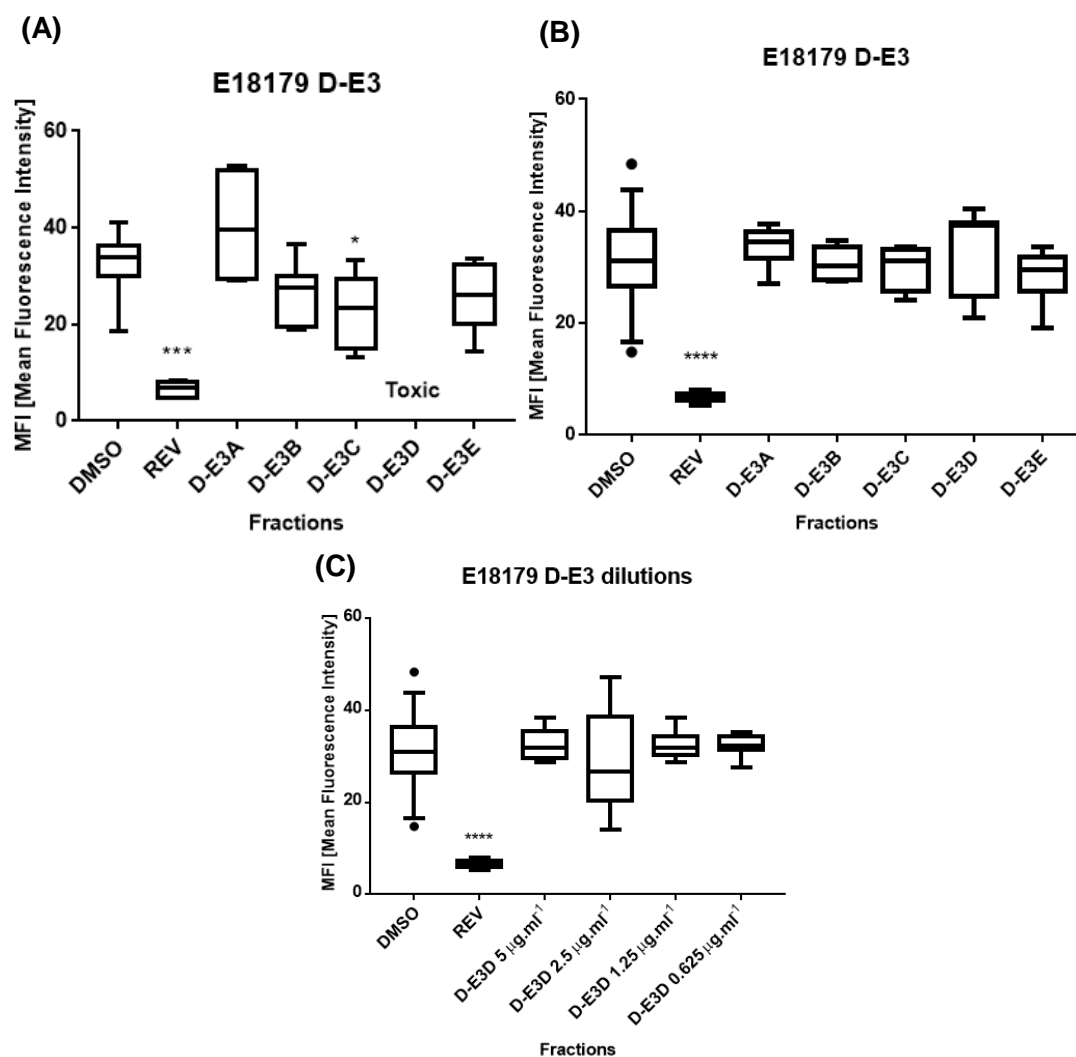 (A)
E18179 D-E3
MFI [Mean Fluorescence Intensity]
60
40
20
0
***
*
Toxic
DMSO
REV
D-E3A
D-E3B
D-E3C
D-E3D
D-E3E
Fractions
(B)
E18179 D-E3
MFI [Mean Fluorescence Intensity]
60
40
20
0
****
DMSO
REV
D-E3A
D-E3B
D-E3C
D-E3D
D-E3E
Fractions
(C)
E18179 D-E3 dilutions
MFI [Mean Fluorescence Intensity]
60
40
20
0
****
DMSO
REV
D-E3D 5 µg.ml⁻¹
D-E3D 2.5 µg.ml⁻¹
D-E3D 1.25 µg.ml⁻¹
D-E3D 0.625 µg.ml⁻¹
Fractions